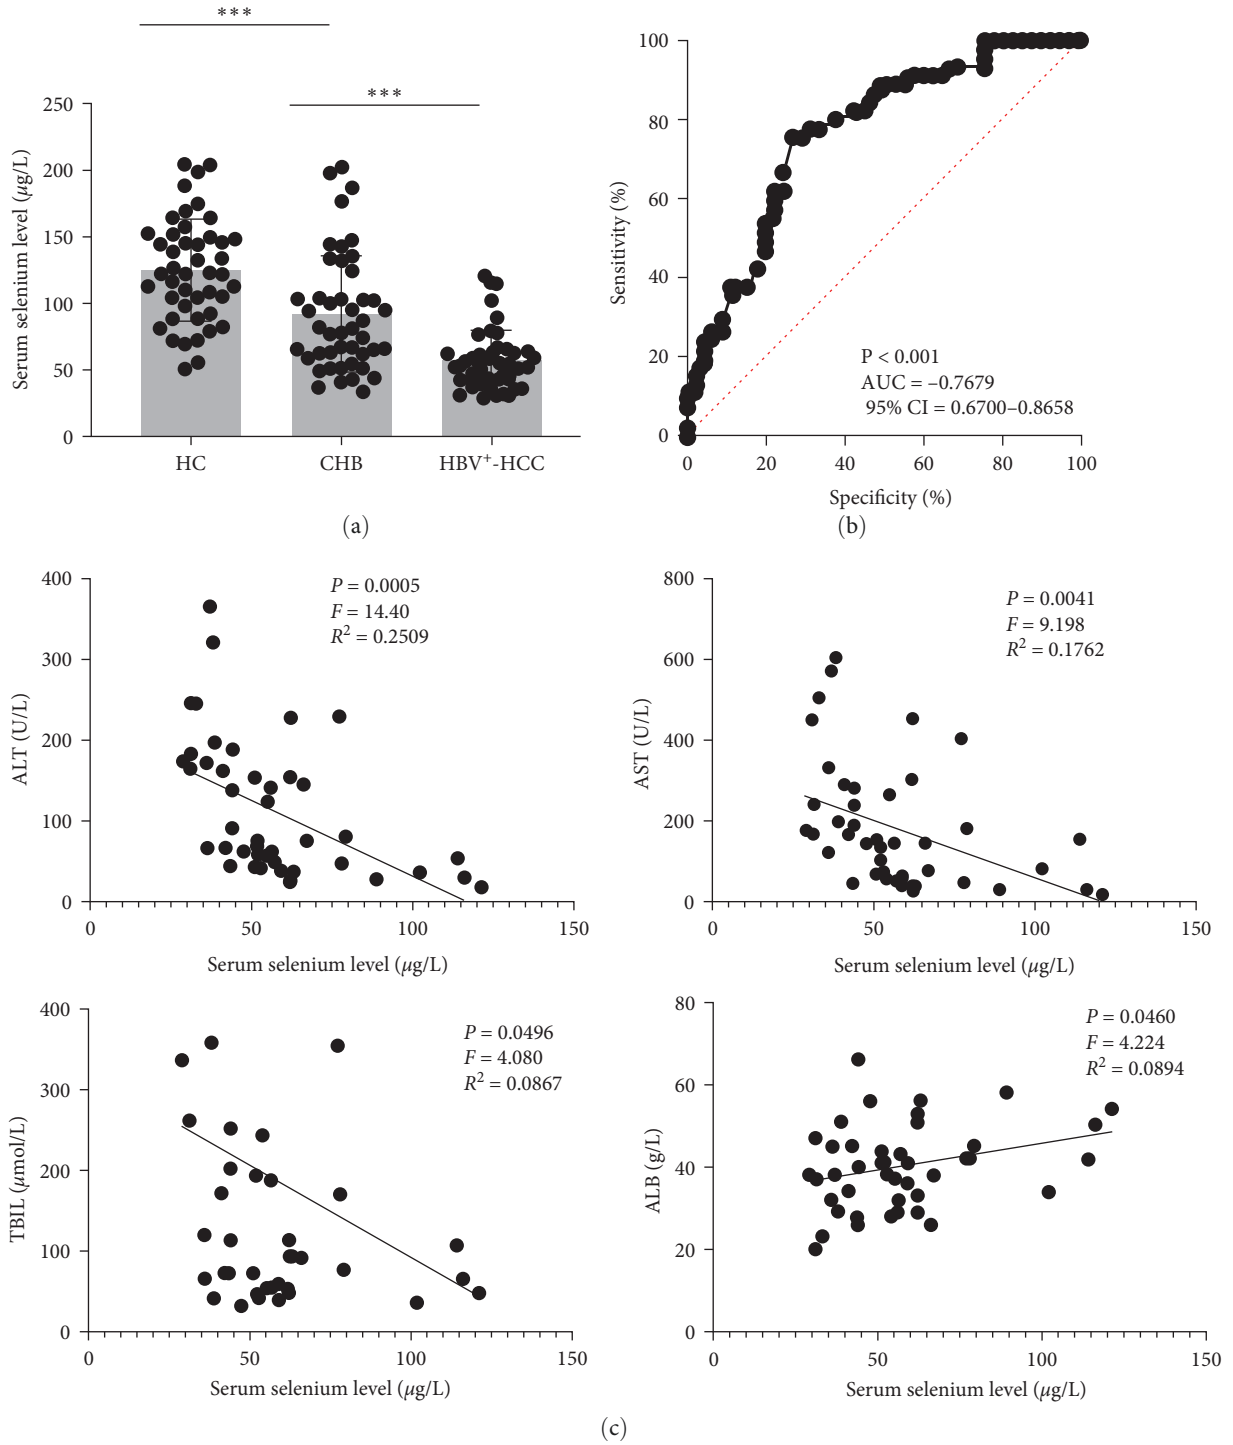 ***
***
250
200
150
100
50
0
Serum selenium level (μg/L)
HC
CHB
HBV⁺-HCC
(a)
100
80
60
40
20
0
Sensitivity (%)
P < 0.001
AUC = –0.7679
95% CI = 0.6700–0.8658
0
20
40
60
80
100
Specificity (%)
(b)
400
300
200
100
0
ALT (U/L)
P = 0.0005
F = 14.40
R² = 0.2509
0
50
100
150
Serum selenium level (μg/L)
800
600
400
200
0
AST (U/L)
P = 0.0041
F = 9.198
R² = 0.1762
0
50
100
150
Serum selenium level (μg/L)
400
300
200
100
0
TBIL (μmol/L)
P = 0.0496
F = 4.080
R² = 0.0867
0
50
100
150
Serum selenium level (μg/L)
80
60
40
20
0
ALB (g/L)
P = 0.0460
F = 4.224
R² = 0.0894
0
50
100
150
Serum selenium level (μg/L)
(c)